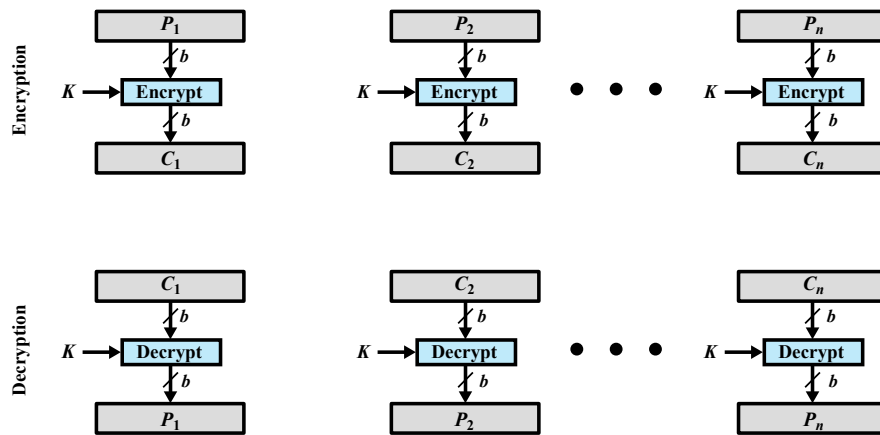 Encryption
P1 P2 Pn
b b b
K Encrypt K Encrypt K Encrypt
b b b
C1 C2 Cn
Decryption
C1 C2 Cn
b b b
K Decrypt K Decrypt K Decrypt
b b b
P1 P2 Pn